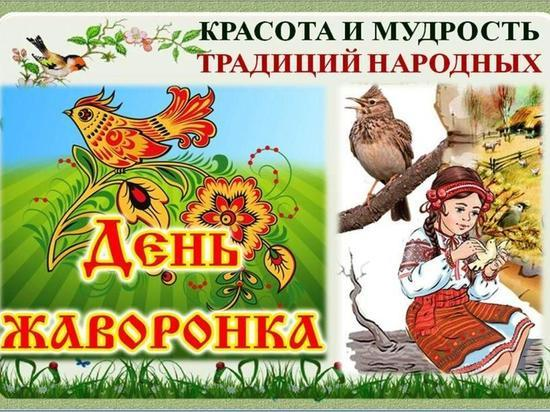 КРАСОТА И МУДРОСТЬ
ТРАДИЦИЙ НАРОДНЫХ
ДЕНЬ
ЖАВОРОНКА